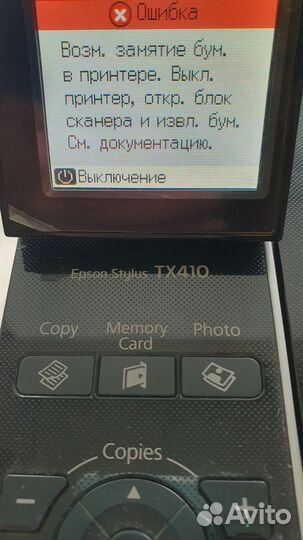 Ошибка
Возм. замятие бум.
в принтере. Выкл.
принтер, откр. блок
сканера и извл. бум.
См. документацию.
Выключение
Epson Stylus TX410
Copy Memory Card Photo
Copies
Avito